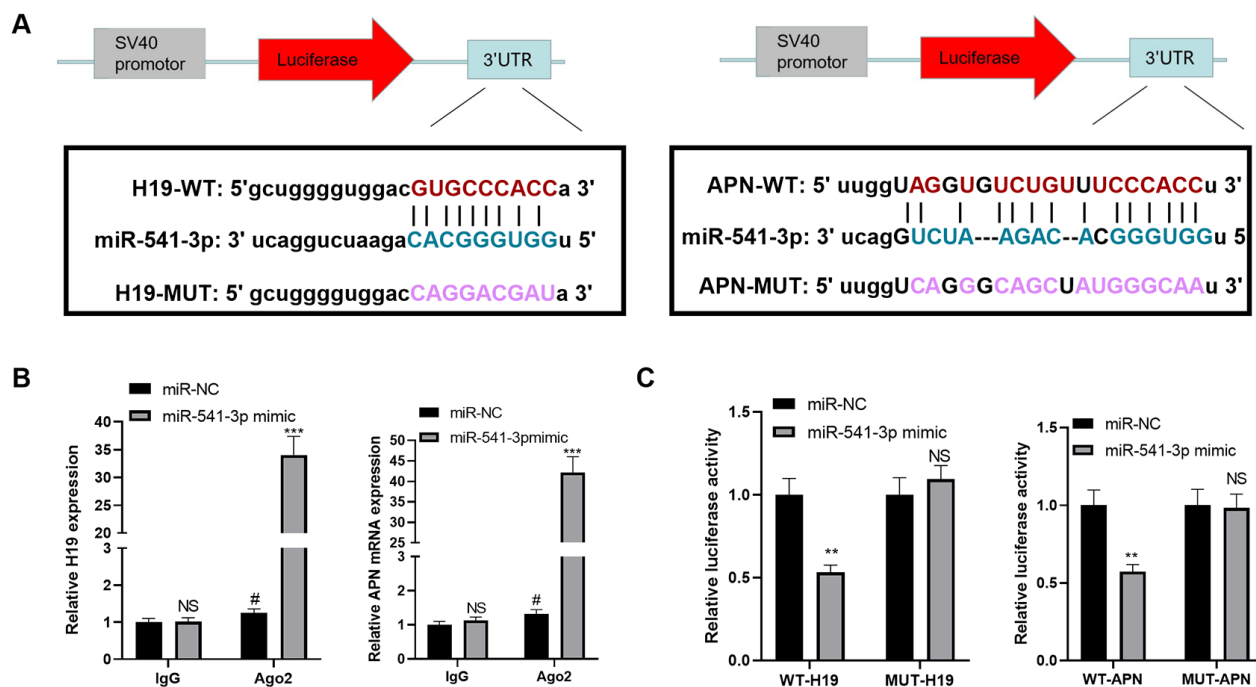 A
SV40
promotor
Luciferase
3'UTR
H19-WT: 5'gcuggggguggacGUGCCCACCa 3'
miR-541-3p: 3' ucaggucuaagaCACGGGUGGu 5'
H19-MUT: 5' gcuggggguggacCAGGACGAUa 3'
SV40
promotor
Luciferase
3'UTR
APN-WT: 5' uuggUAGGUGUCUGUUUCCCACCu 3'
miR-541-3p: 3' ucagGUCUA---AGAC--ACGGGGUGGu 5
APN-MUT: 5' uuggUCAGGGCAGCUAUGGGCAAu 3'
B
miR-NC
miR-541-3p mimic
Relative H19 expression
40
35
30
25
20
3
2
1
0
NS
#
***
IgG
Ago2
miR-NC
miR-541-3pmimic
Relative APN mRNA expression
50
45
40
35
30
25
3
2
1
0
NS
#
***
IgG
Ago2
C
miR-NC
miR-541-3p mimic
Relative luciferase activity
1.5
1.0
0.5
0.0
**
NS
WT-H19
MUT-H19
miR-NC
miR-541-3p mimic
Relative luciferase activity
1.5
1.0
0.5
0.0
**
NS
WT-APN
MUT-APN